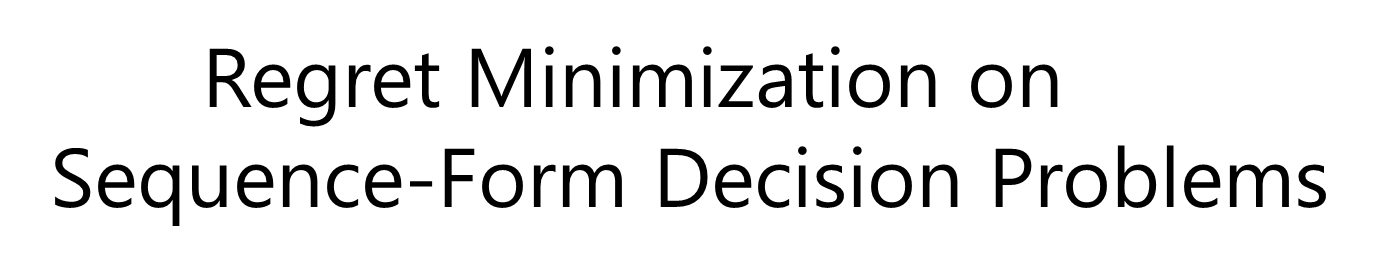 Regret Minimization on
Sequence-Form Decision Problems